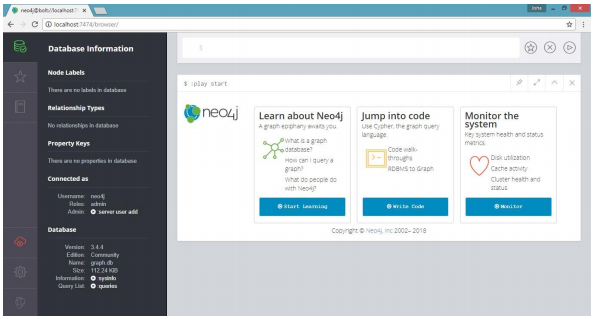 neo4j@bolt://localhost:7
localhost:7474/browser/
Database Information
Node Labels
There are no labels in database
Relationship Types
No relationships in database
Property Keys
There are no properties in database
Connected as
Username: neo4j
Roles: admin
Admin: :server user add
Database
Version: 3.4.4
Edition: Community
Name: graph.db
Size: 112.24 KiB
Information: :sysinfo
Query List: :queries
$
$ :play start
neo4j
Learn about Neo4j
A graph epiphany awaits you.
What is a graph
database?
How can I query a
graph?
What do people do
with Neo4j?
Start Learning
Jump into code
Use Cypher, the graph query
language.
Code walk-
throughs
RDBMS to Graph
Write Code
Monitor the
system
Key system health and status
metrics.
Disk utilization
Cache activity
Cluster health and
status
Monitor
Copyright © Neo4j, Inc 2002–2018